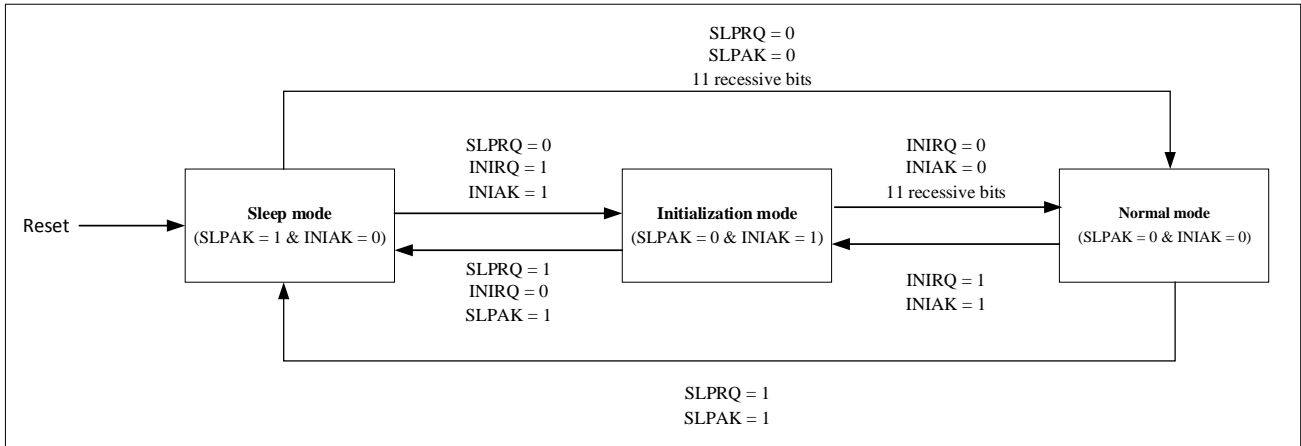 SLPRQ = 0
SLPAK = 0
11 recessive bits
SLPRQ = 0
INIRQ = 1
INIAK = 1
INIRQ = 0
INIAK = 0
11 recessive bits
Reset
Sleep mode
(SLPAK = 1 & INIAK = 0)
Initialization mode
(SLPAK = 0 & INIAK = 1)
Normal mode
(SLPAK = 0 & INIAK = 0)
SLPRQ = 1
INIRQ = 0
SLPAK = 1
INIRQ = 1
INIAK = 1
SLPRQ = 1
SLPAK = 1